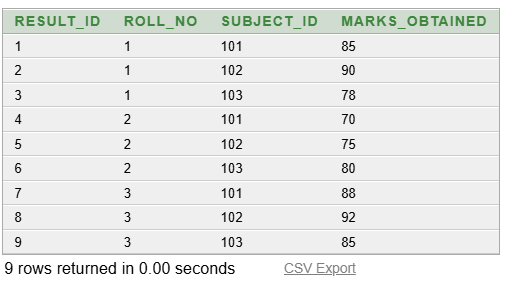 RESULT_ID ROLL_NO SUBJECT_ID MARKS_OBTAINED
1 1 101 85
2 1 102 90
3 1 103 78
4 2 101 70
5 2 102 75
6 2 103 80
7 3 101 88
8 3 102 92
9 3 103 85
9 rows returned in 0.00 seconds CSV Export